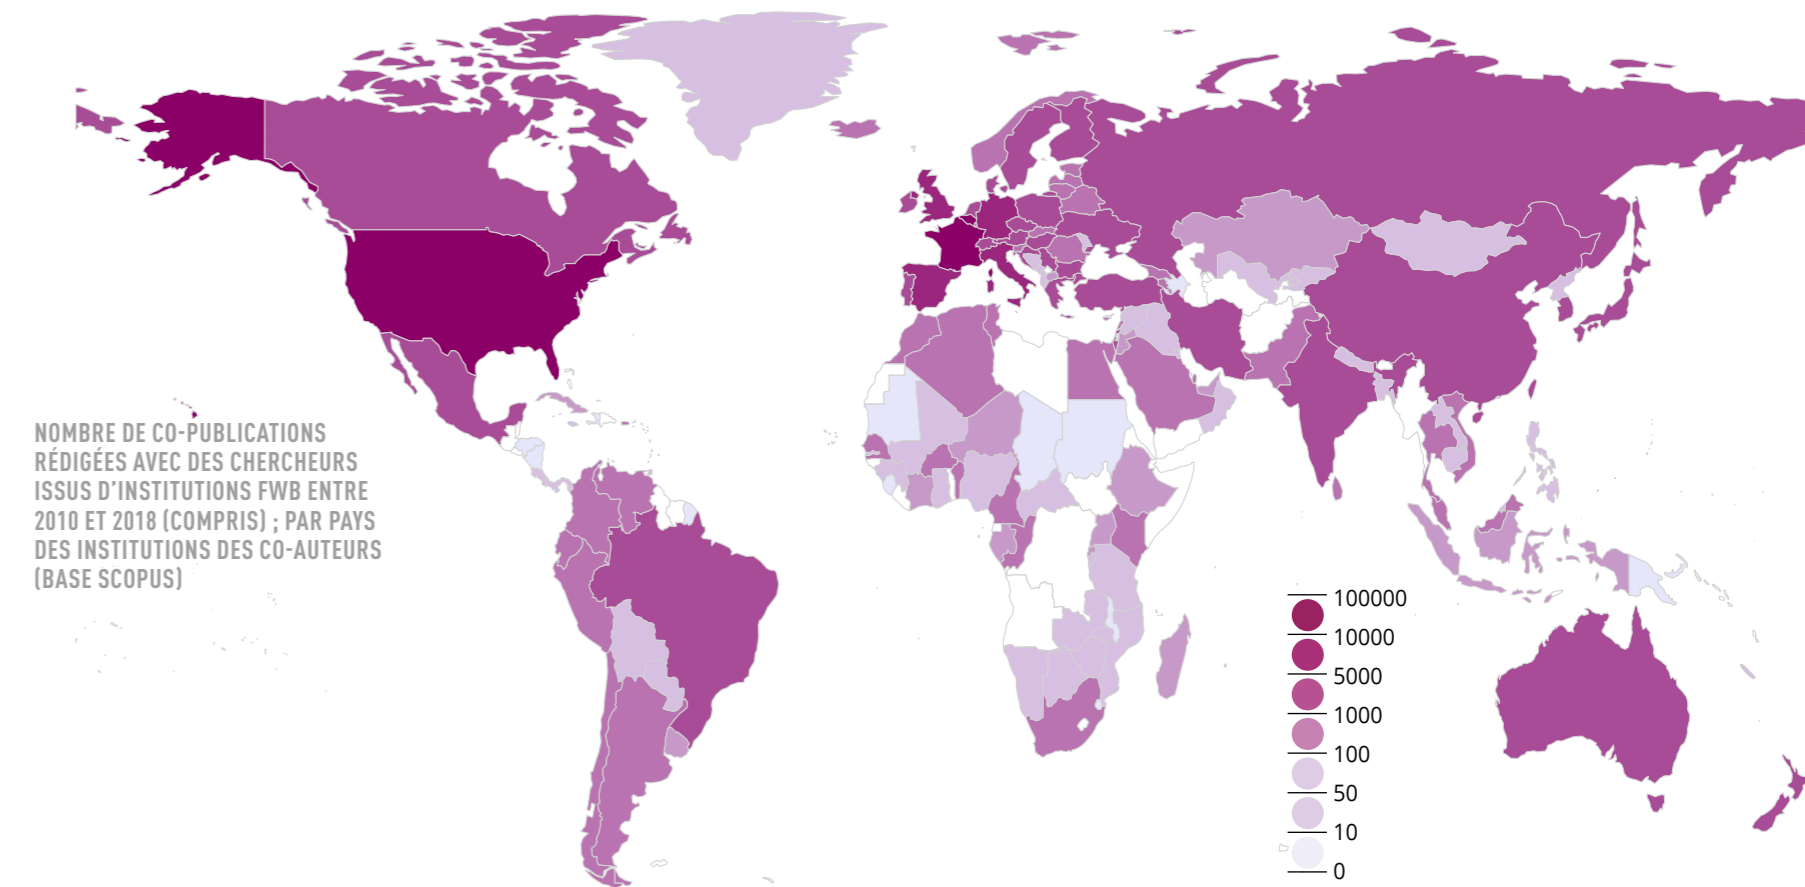 NOMBRE DE CO-PUBLICATIONS
RÉDIGÉES AVEC DES CHERCHEURS
ISSUS D'INSTITUTIONS FWB ENTRE
2010 ET 2018 (COMPRIS) ; PAR PAYS
DES INSTITUTIONS DES CO-AUTEURS
(BASE SCOPUS)
100000
10000
5000
1000
100
50
10
0